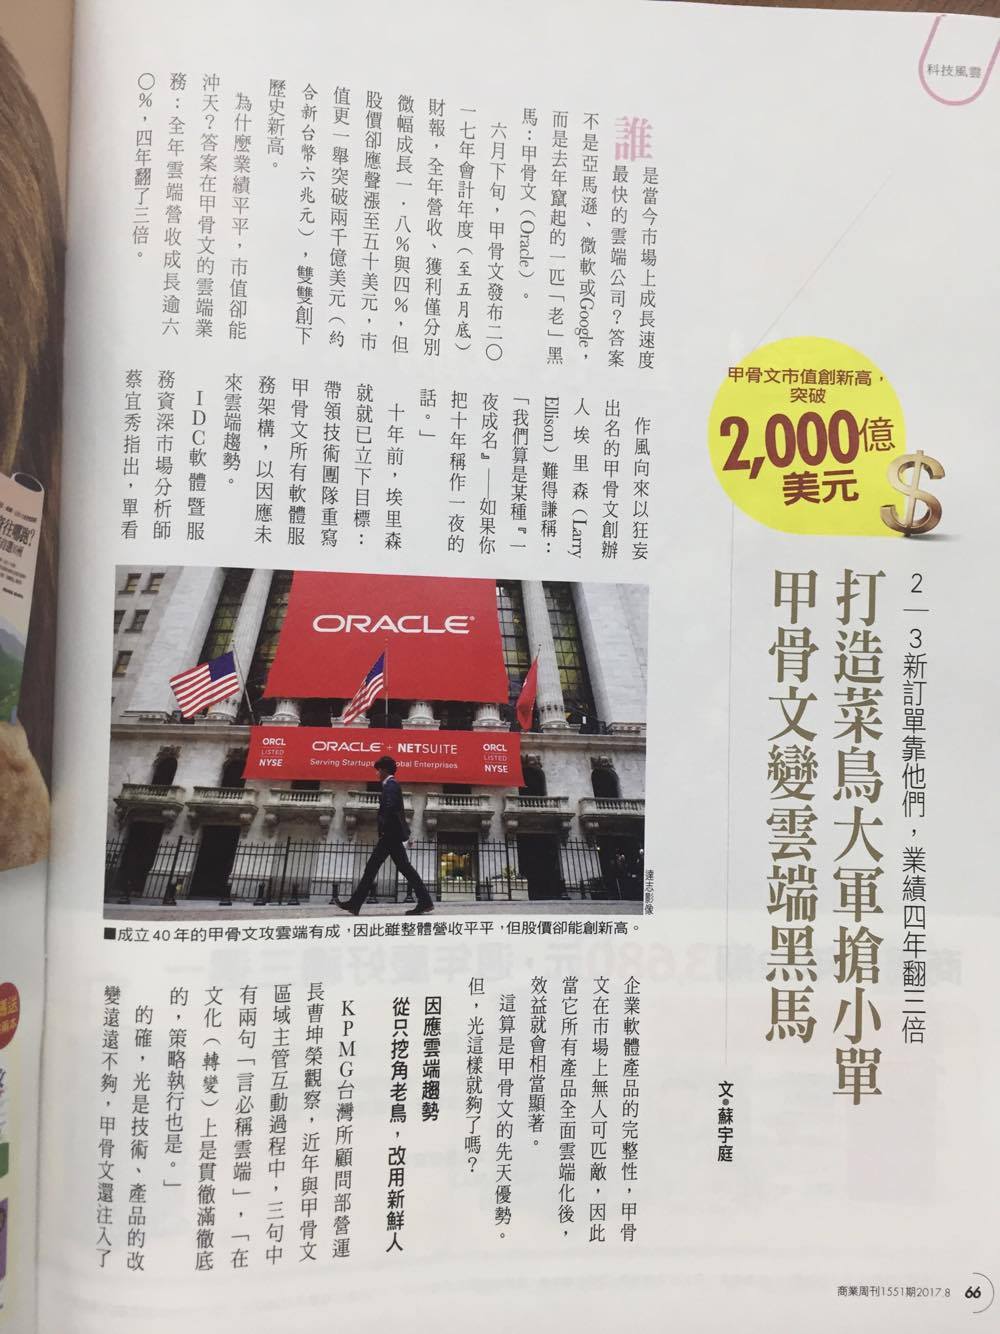 科技風雲
甲骨文市值創新高，
突破
2,000億
美元
2｜3新訂單靠他們，業績四年翻三倍
打造菜鳥大軍搶小單
甲骨文變雲端黑馬
文●蘇宇庭
誰是當今市場上成長速度
最快的雲端公司？答案
不是亞馬遜、微軟或Google，
而是去年竄起的一匹「老」黑
馬：甲骨文（Oracle）。
六月下旬，甲骨文發布二○
一七年會計年度（至五月底）
財報，全年營收、獲利僅分別
微幅成長一．八％與四％，但
股價卻應聲漲至五十美元，市
值更一舉突破兩千億美元（約
合新台幣六兆元），雙雙創下
歷史新高。
為什麼業績平平，市值卻能
沖天？答案在甲骨文的雲端業
務：全年雲端營收成長逾六
○％，四年翻了三倍。
作風向來以狂妄
出名的甲骨文創辦
人埃里森（Larry
Ellison）難得謙稱：
「我們算是某種『一
夜成名』——如果你
把十年稱作一夜的
話。」
十年前，埃里森
就就已立下目標：
帶領技術團隊重寫
甲骨文所有軟體服
務架構，以因應未
來雲端趨勢。
IDC軟體暨服
務資深市場分析師
蔡宜秀指出，單看
ORACLE
ORCL
LISTED
NYSE
ORACLE + NETSUITE
Serving Startups
obal Enterprises
ORCL
LISTED
NYSE
達志影像
■成立40年的甲骨文攻雲端有成，因此雖整體營收平平，但股價卻能創新高。
企業軟體產品的完整性，甲骨
文在市場上無人可匹敵，因此
當它所有產品全面雲端化後，
效益就會相當顯著。
這算是甲骨文的先天優勢。
但，光這樣就夠了嗎？
因應雲端趨勢
從只挖角老鳥，改用新鮮人
KPMG台灣所顧問部營運
長曹坤榮觀察，近年與甲骨文
區域主管互動過程中，三句中
有兩句「言必稱雲端」，「在
文化（轉變）上是貫徹滿徹底
的，策略執行也是。」
的確，光是技術、產品的改
變遠遠不夠，甲骨文還注入了
商業周刊1551期2017.8 66